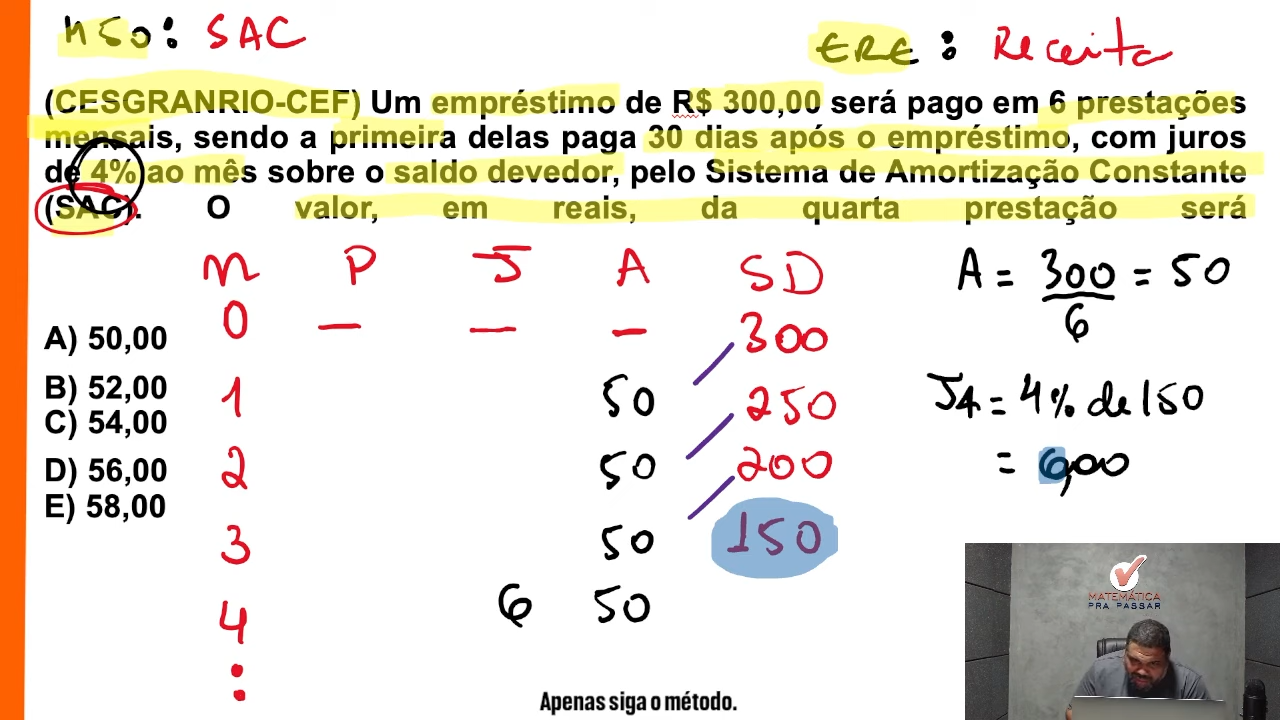 MSO: SAC
ERE: Receita
(CESGRANRIO-CEF) Um empréstimo de R$ 300,00 será pago em 6 prestações
mensais, sendo a primeira delas paga 30 dias após o empréstimo, com juros
de 4% ao mês sobre o saldo devedor, pelo Sistema de Amortização Constante
(SAC). O valor, em reais, da quarta prestação será
A) 50,00
B) 52,00
C) 54,00
D) 56,00
E) 58,00
n P J A SD
0 — — — 300
1 50 250
2 50 200
3 50 150
4 6 50
:
A = 300/6 = 50
J4 = 4% de 150
= 6,00
MATEMÁTICA
PRA PASSAR
Apenas siga o método.